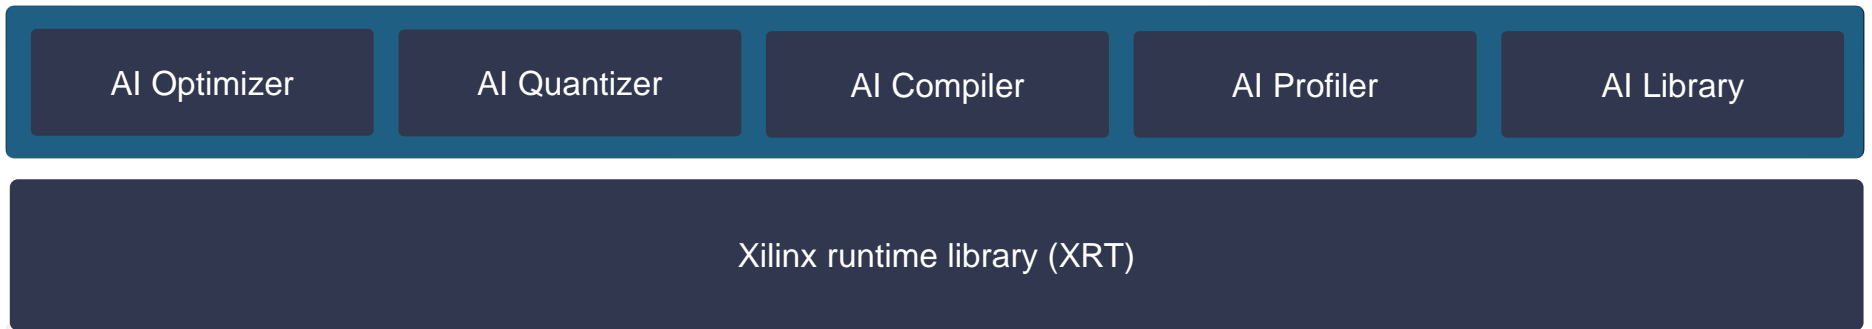 AI Optimizer
AI Quantizer
AI Compiler
AI Profiler
AI Library
Xilinx runtime library (XRT)